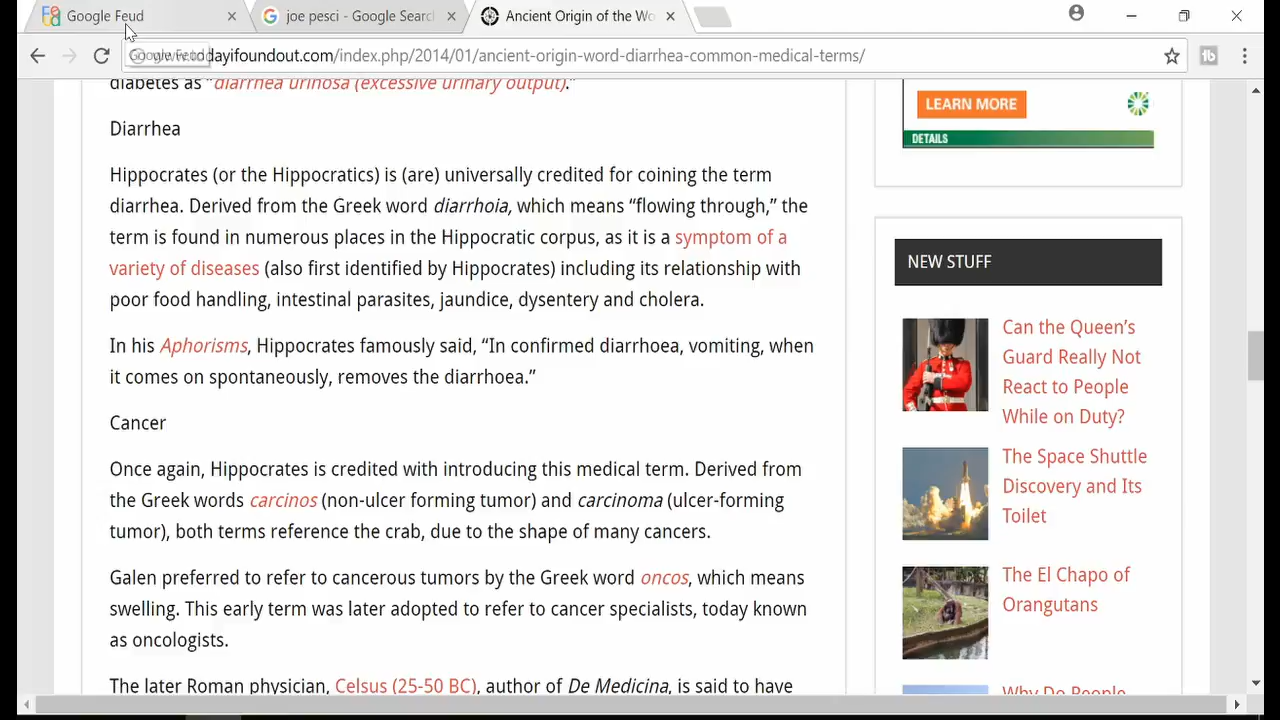 Google Feud
joe pesci - Google Searc
Ancient Origin of the Wo
dayifoundout.com/index.php/2014/01/ancient-origin-word-diarrhea-common-medical-terms/
diabetes as “diarrhea urinosa (excessive urinary output).”
Diarrhea
Hippocrates (or the Hippocratics) is (are) universally credited for coining the term
diarrhea. Derived from the Greek word diarrhoia, which means “flowing through,” the
term is found in numerous places in the Hippocratic corpus, as it is a symptom of a
variety of diseases (also first identified by Hippocrates) including its relationship with
poor food handling, intestinal parasites, jaundice, dysentery and cholera.
In his Aphorisms, Hippocrates famously said, “In confirmed diarrhoea, vomiting, when
it comes on spontaneously, removes the diarrhoea.”
Cancer
Once again, Hippocrates is credited with introducing this medical term. Derived from
the Greek words carcinos (non-ulcer forming tumor) and carcinoma (ulcer-forming
tumor), both terms reference the crab, due to the shape of many cancers.
Galen preferred to refer to cancerous tumors by the Greek word oncos, which means
swelling. This early term was later adopted to refer to cancer specialists, today known
as oncologists.
The later Roman physician, Celsus (25-50 BC), author of De Medicina, is said to have
LEARN MORE
DETAILS
NEW STUFF
Can the Queen’s
Guard Really Not
React to People
While on Duty?
The Space Shuttle
Discovery and Its
Toilet
The El Chapo of
Orangutans
Why Do People